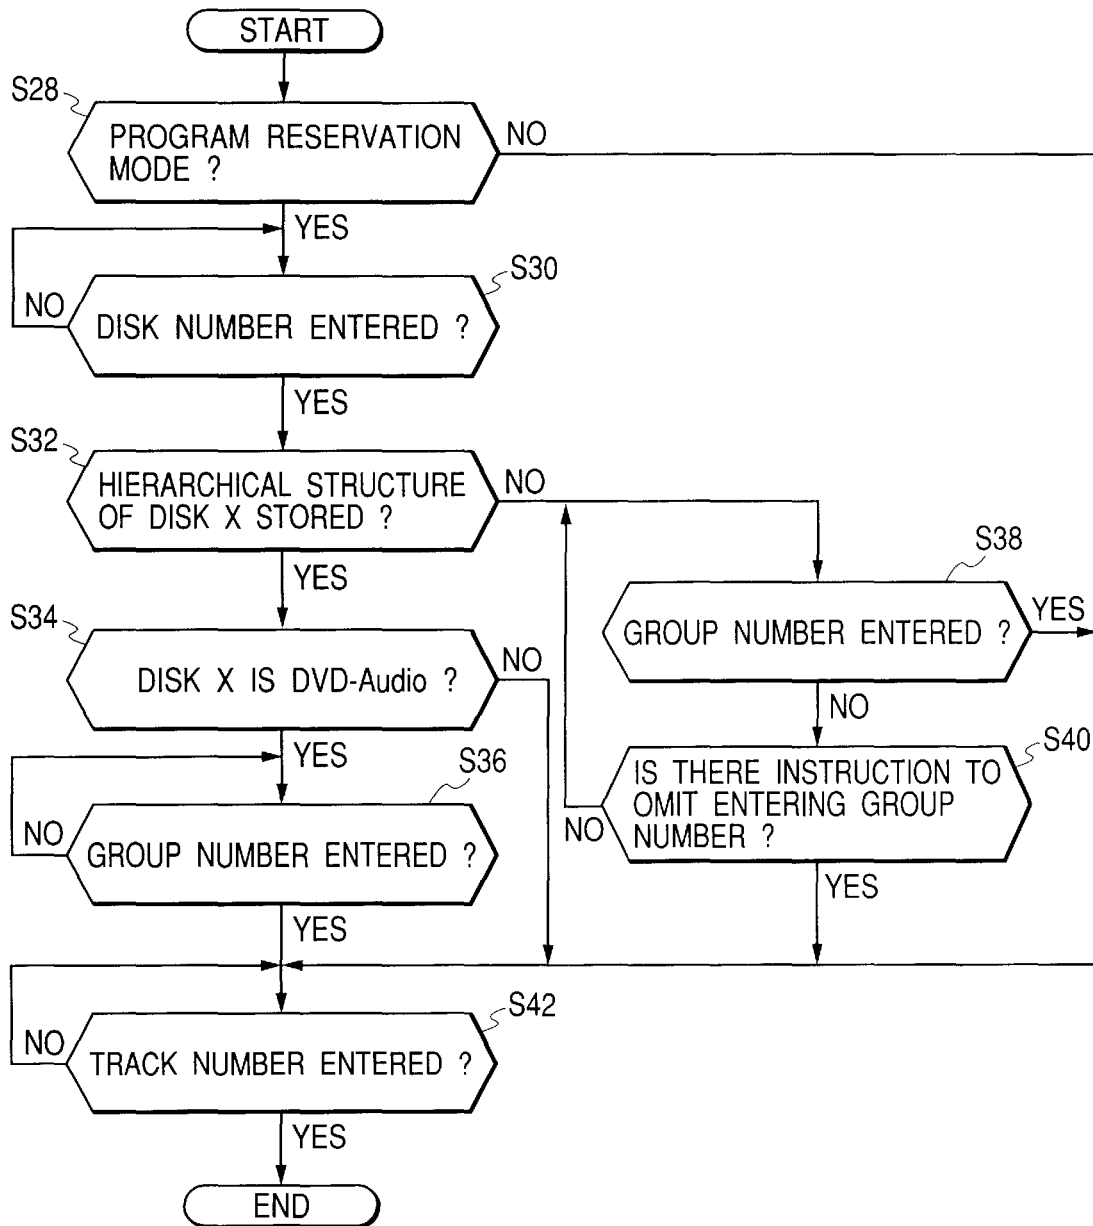 START
S28
PROGRAM RESERVATION
MODE ?
NO
YES
S30
NO
DISK NUMBER ENTERED ?
YES
S32
HIERARCHICAL STRUCTURE
OF DISK X STORED ?
NO
YES
S38
GROUP NUMBER ENTERED ?
YES
NO
S34
DISK X IS DVD-Audio ?
NO
YES
S40
IS THERE INSTRUCTION TO
OMIT ENTERING GROUP
NUMBER ?
NO
YES
S36
NO
GROUP NUMBER ENTERED ?
YES
S42
NO
TRACK NUMBER ENTERED ?
YES
END